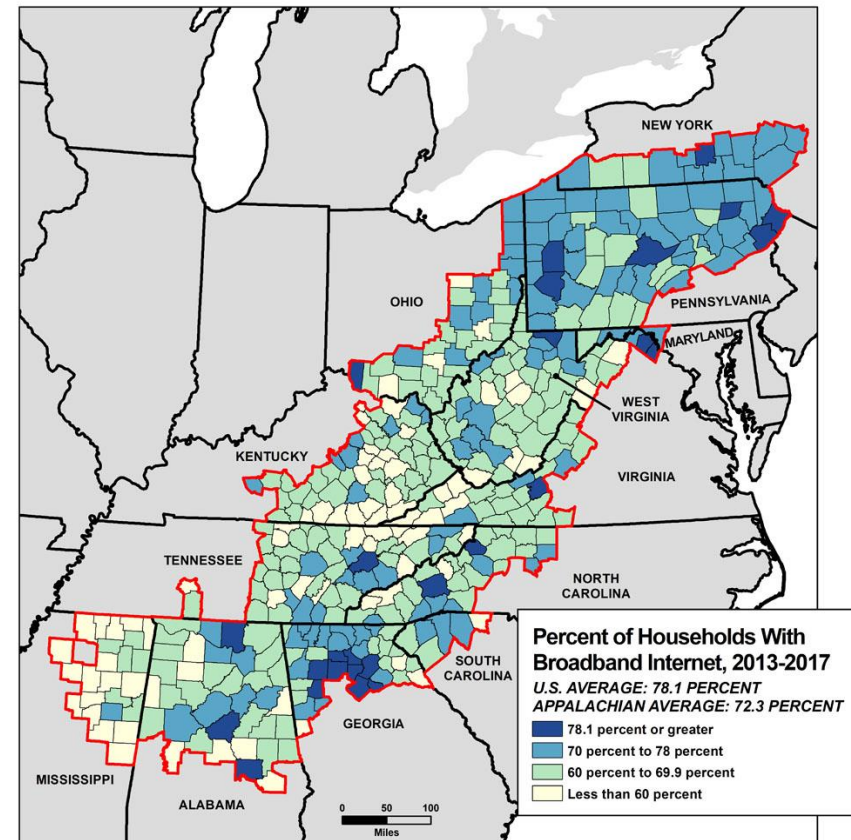 NEW YORK
PENNSYLVANIA
OHIO
MARYLAND
WEST
VIRGINIA
VIRGINIA
KENTUCKY
TENNESSEE
NORTH
CAROLINA
SOUTH
CAROLINA
GEORGIA
MISSISSIPPI
ALABAMA
0 50 100
Miles
Percent of Households With
Broadband Internet, 2013-2017
U.S. AVERAGE: 78.1 PERCENT
APPALACHIAN AVERAGE: 72.3 PERCENT
78.1 percent or greater
70 percent to 78 percent
60 percent to 69.9 percent
Less than 60 percent